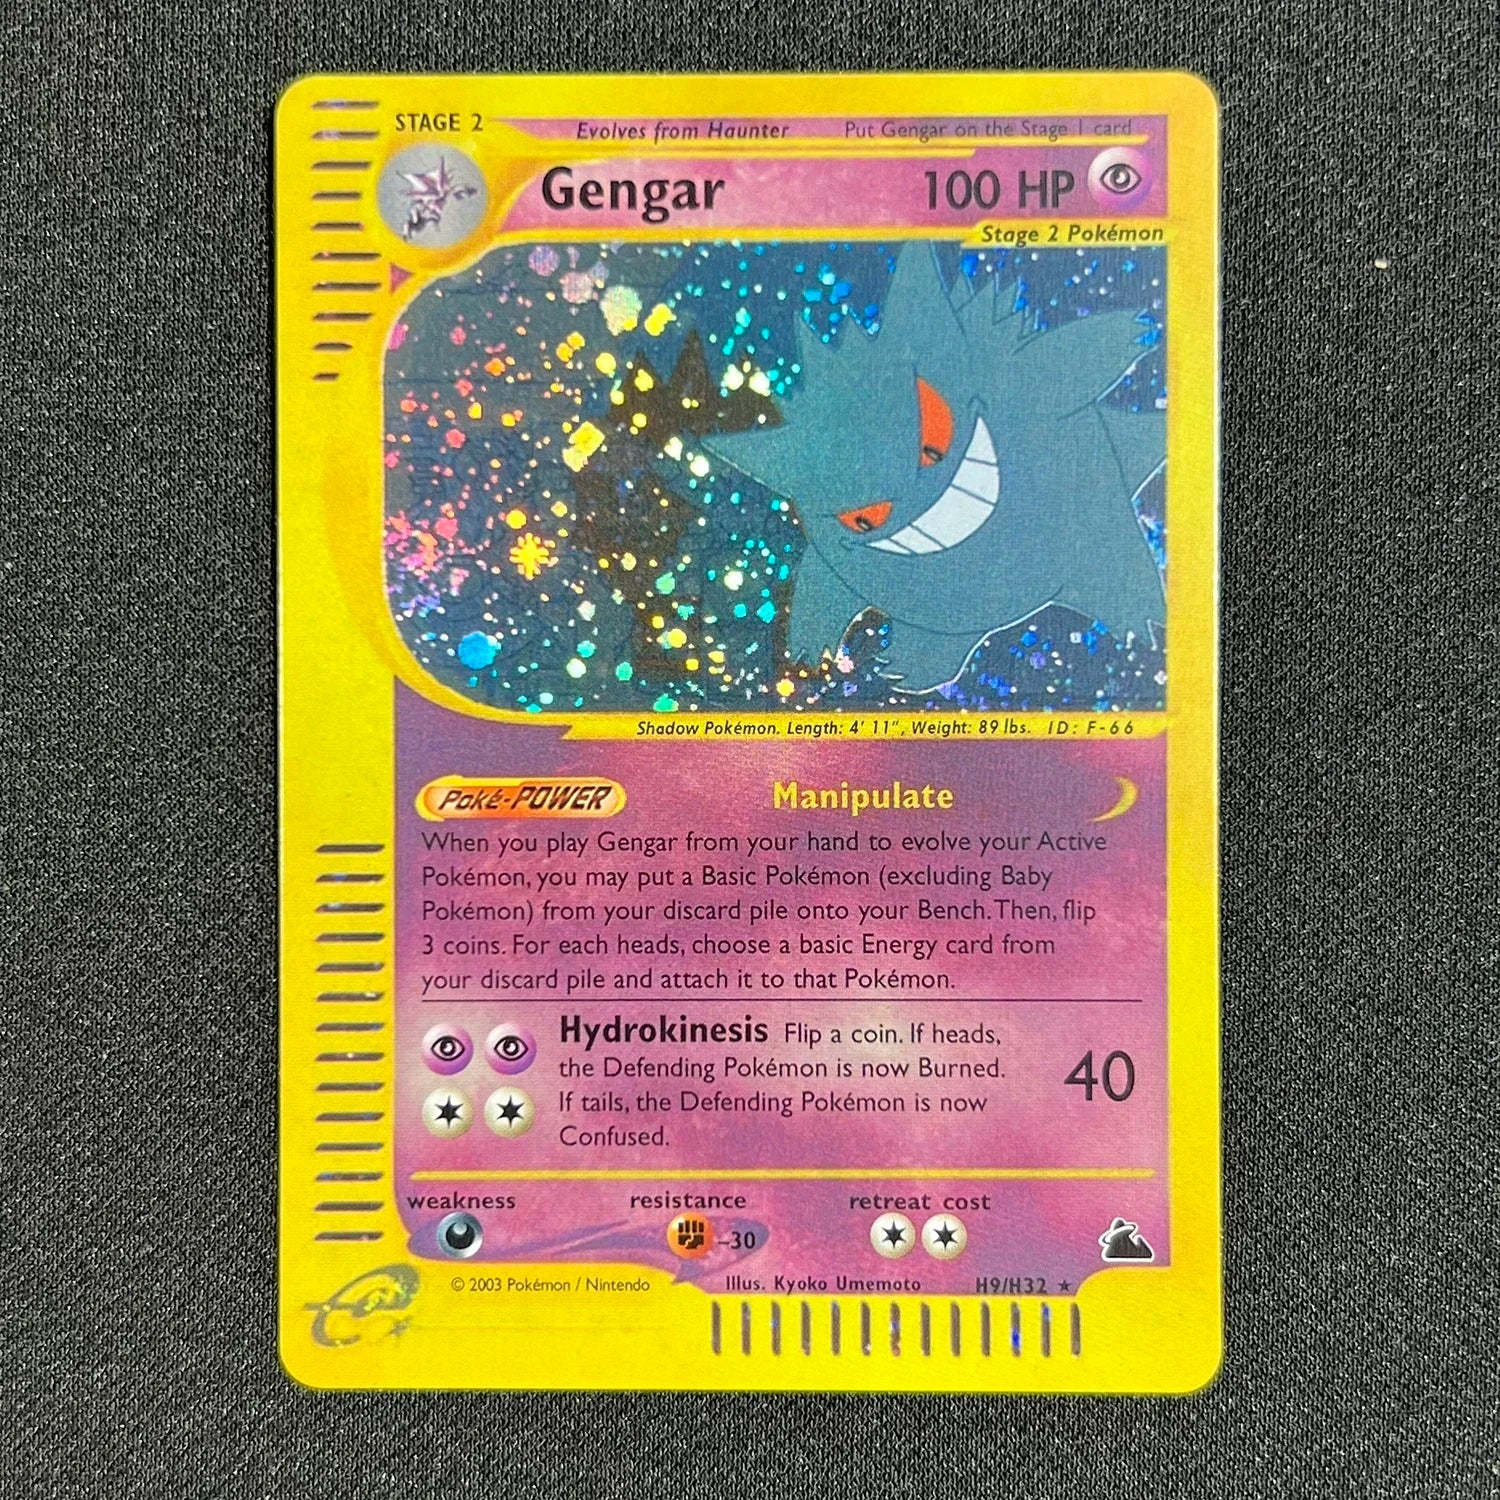 STAGE 2 Evolves from Haunter Put Gengar on the Stage 1 card
Gengar 100 HP
Stage 2 Pokémon
Shadow Pokémon. Length: 4' 11", Weight: 89 lbs. ID: F-66
Poké-POWER Manipulate
When you play Gengar from your hand to evolve your Active
Pokémon, you may put a Basic Pokémon (excluding Baby
Pokémon) from your discard pile onto your Bench. Then, flip
3 coins. For each heads, choose a basic Energy card from
your discard pile and attach it to that Pokémon.
Hydrokinesis Flip a coin. If heads,
the Defending Pokémon is now Burned.
If tails, the Defending Pokémon is now
Confused.
40
weakness resistance retreat cost
-30
© 2003 Pokémon / Nintendo Illus. Kyoko Umemoto H9/H32 ★
e